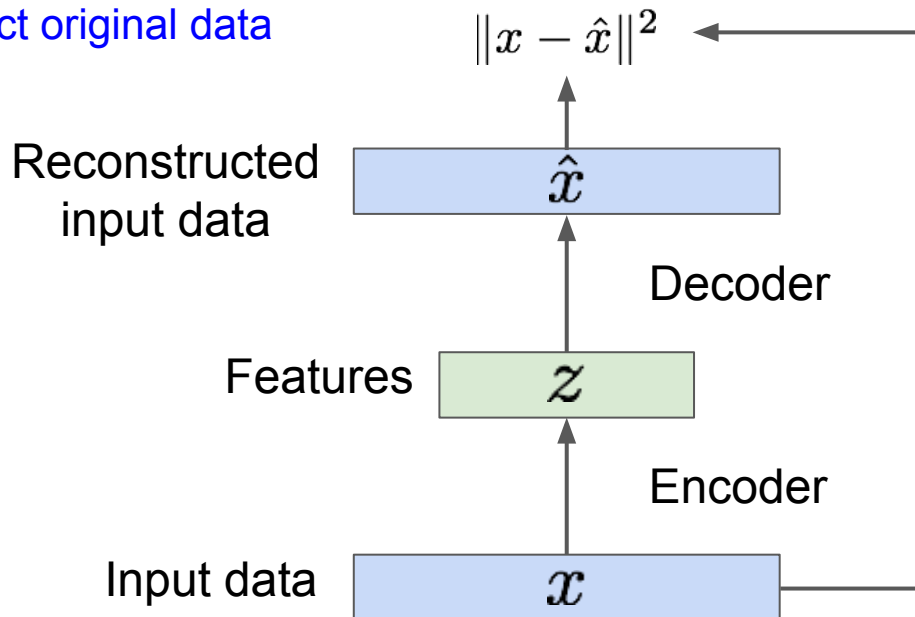 ct original data
‖x − x̂‖²
Reconstructed
input data
x̂
Decoder
Features
z
Encoder
Input data
x